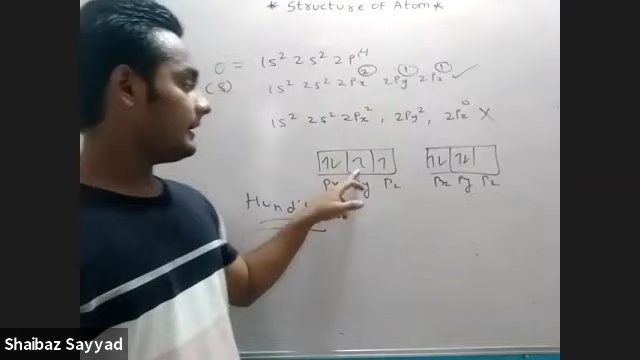 * Structure of Atom *
O = 1s² 2s² 2p⁴
(8) 1s² 2s² 2Px² 2Py¹ 2Pz¹ ✓
1s² 2s² 2Px², 2Py², 2Pz⁰ X
Px y Pz Px Py Pz
Hund's
Shaibaz Sayyad